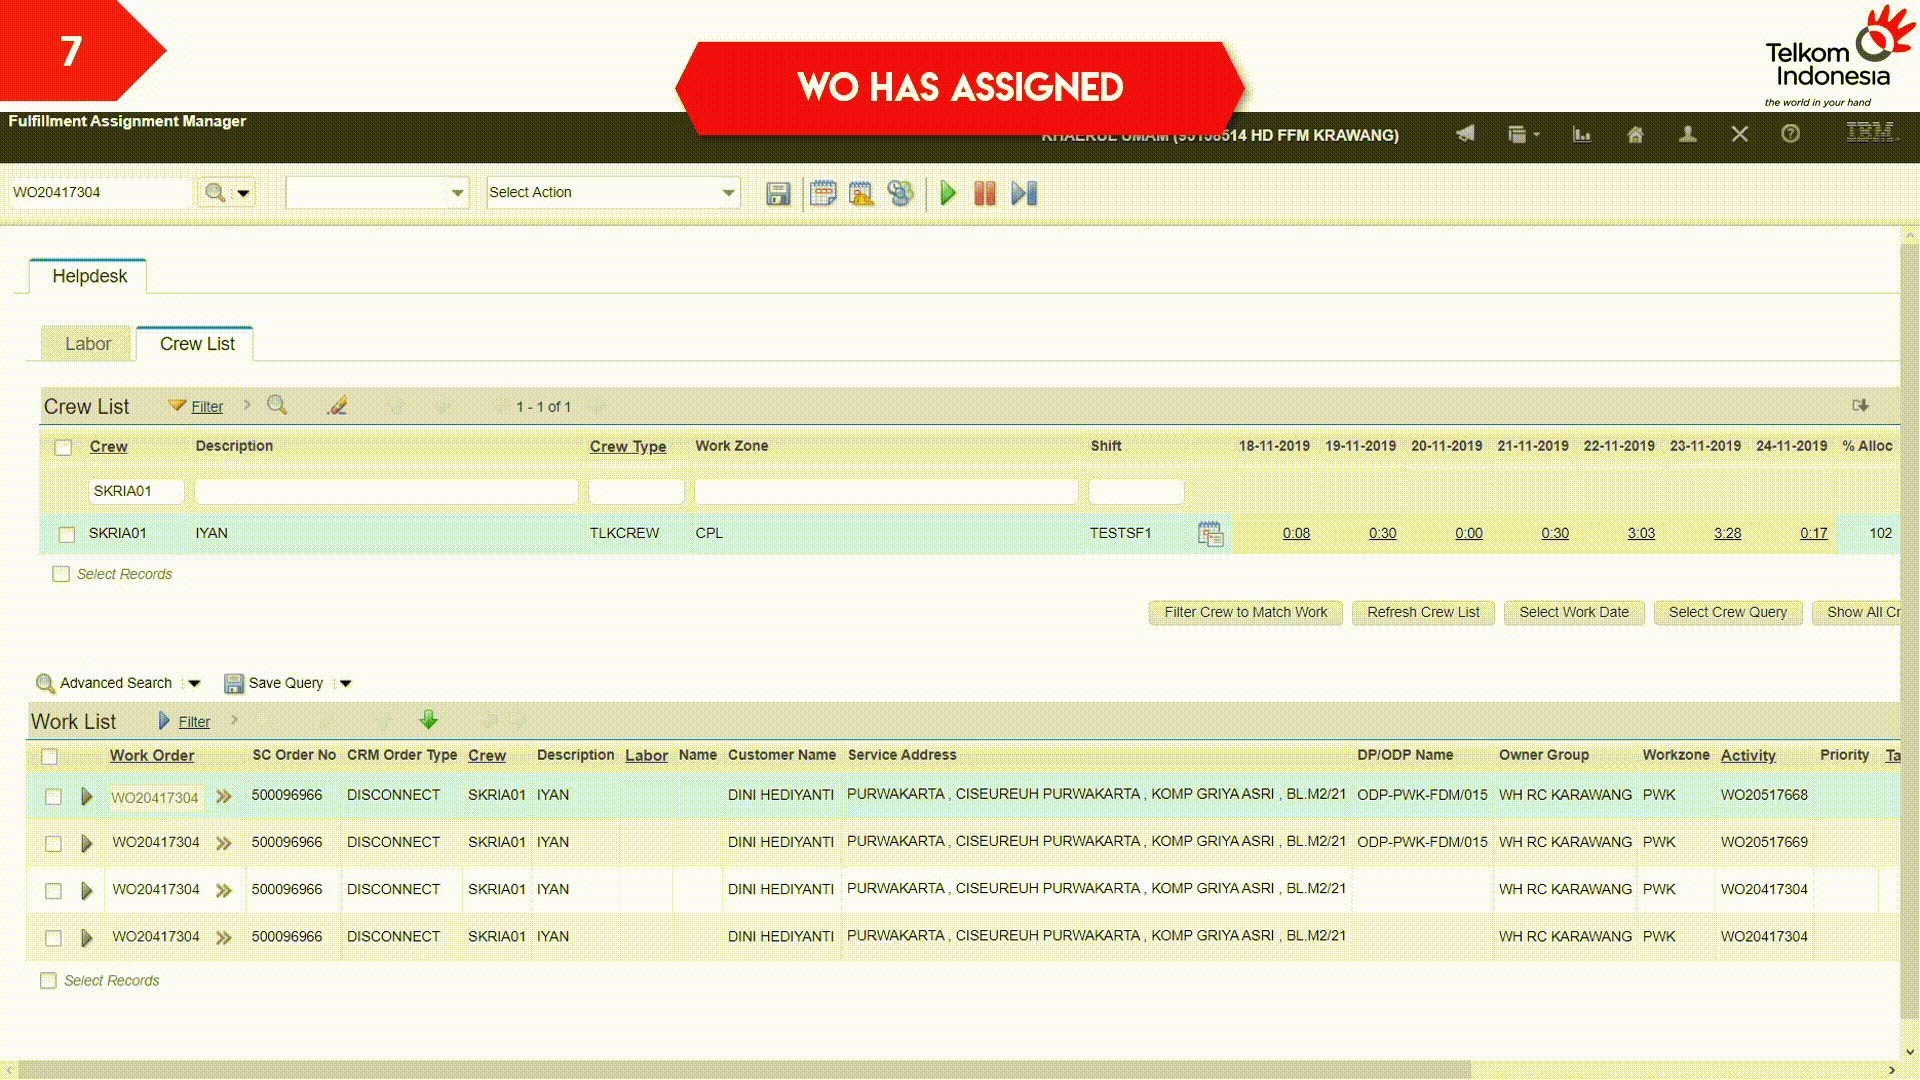 7
WO HAS ASSIGNED
Telkom
Indonesia
the world in your hand
Fulfillment Assignment Manager
KHAERUL UMAM (95158514 HD FFM KRAWANG)
IBM.
WO20417304
Select Action
Helpdesk
Labor Crew List
Crew List Filter 1 - 1 of 1
Crew Description Crew Type Work Zone Shift 18-11-2019 19-11-2019 20-11-2019 21-11-2019 22-11-2019 23-11-2019 24-11-2019 % Alloc
SKRIA01
SKRIA01 IYAN TLKCREW CPL TESTSF1 0:08 0:30 0:00 0:30 3:03 3:28 0:17 102
Select Records
Filter Crew to Match Work Refresh Crew List Select Work Date Select Crew Query Show All Cr
Advanced Search Save Query
Work List Filter
Work Order SC Order No CRM Order Type Crew Description Labor Name Customer Name Service Address DP/ODP Name Owner Group Workzone Activity Priority Ta
WO20417304 500096966 DISCONNECT SKRIA01 IYAN DINI HEDIYANTI PURWAKARTA , CISEUREUH PURWAKARTA , KOMP GRIYA ASRI , BL.M2/21 ODP-PWK-FDM/015 WH RC KARAWANG PWK WO20517668
WO20417304 500096966 DISCONNECT SKRIA01 IYAN DINI HEDIYANTI PURWAKARTA , CISEUREUH PURWAKARTA , KOMP GRIYA ASRI , BL.M2/21 ODP-PWK-FDM/015 WH RC KARAWANG PWK WO20517669
WO20417304 500096966 DISCONNECT SKRIA01 IYAN DINI HEDIYANTI PURWAKARTA , CISEUREUH PURWAKARTA , KOMP GRIYA ASRI , BL.M2/21 WH RC KARAWANG PWK WO20417304
WO20417304 500096966 DISCONNECT SKRIA01 IYAN DINI HEDIYANTI PURWAKARTA , CISEUREUH PURWAKARTA , KOMP GRIYA ASRI , BL.M2/21 WH RC KARAWANG PWK WO20417304
Select Records